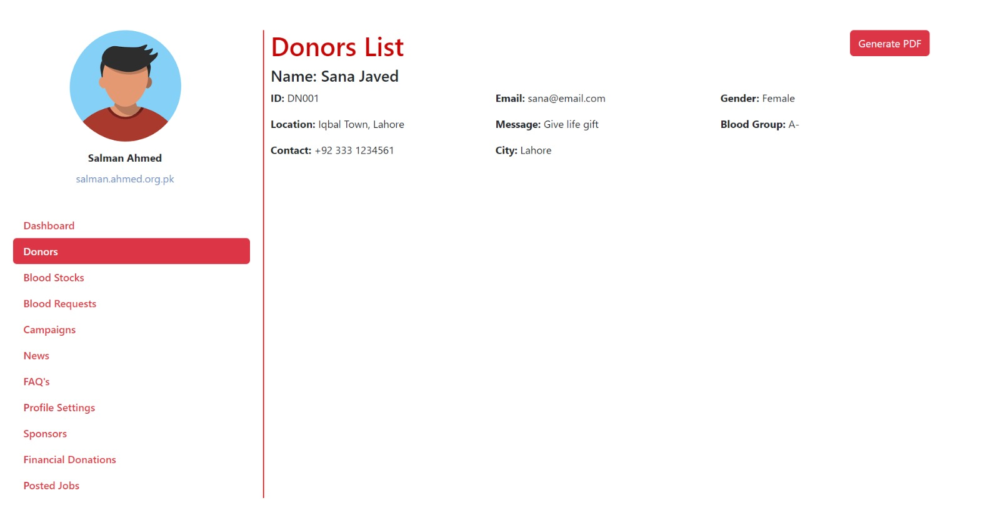 Salman Ahmed
salman.ahmed.org.pk
Dashboard
Donors
Blood Stocks
Blood Requests
Campaigns
News
FAQ's
Profile Settings
Sponsors
Financial Donations
Posted Jobs
Donors List
Generate PDF
Name: Sana Javed
ID: DN001
Email: sana@email.com
Gender: Female
Location: Iqbal Town, Lahore
Message: Give life gift
Blood Group: A-
Contact: +92 333 1234561
City: Lahore